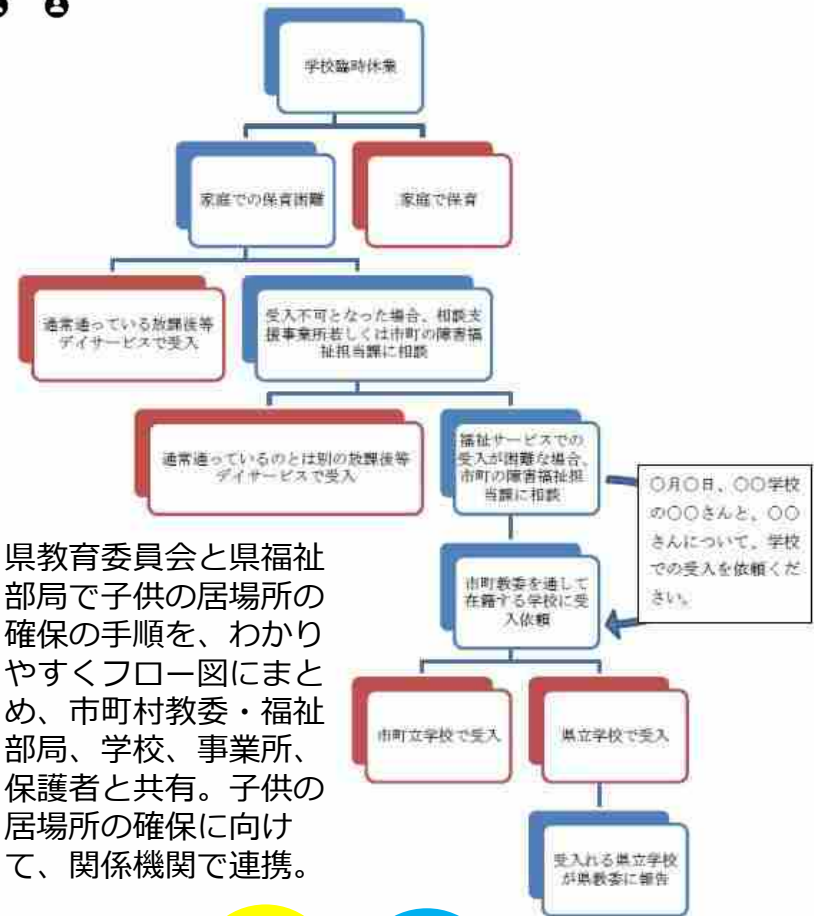 学校臨時休業
家庭での保育困難
家庭で保育
通常通っている放課後等
デイサービスで受入
受入不可となった場合、相談支
援事業所若しくは市町の障害福
祉担当課に相談
通常通っているのとは別の放課後等
デイサービスで受入
福祉サービスでの
受入が困難な場合、
市町の障害福祉担
当課に相談
〇月〇日、〇〇学校
の〇〇さんと、〇〇
さんについて、学校
での受入を依頼くだ
さい。
市町教委を通して
在籍する学校に受
入依頼
市町立学校で受入
県立学校で受入
受入れる県立学校
が県教委に報告
県教育委員会と県福祉
部局で子供の居場所の
確保の手順を、わかり
やすくフロー図にまと
め、市町村教委・福祉
部局、学校、事業所、
保護者と共有。子供の
居場所の確保に向け
て、関係機関で連携。